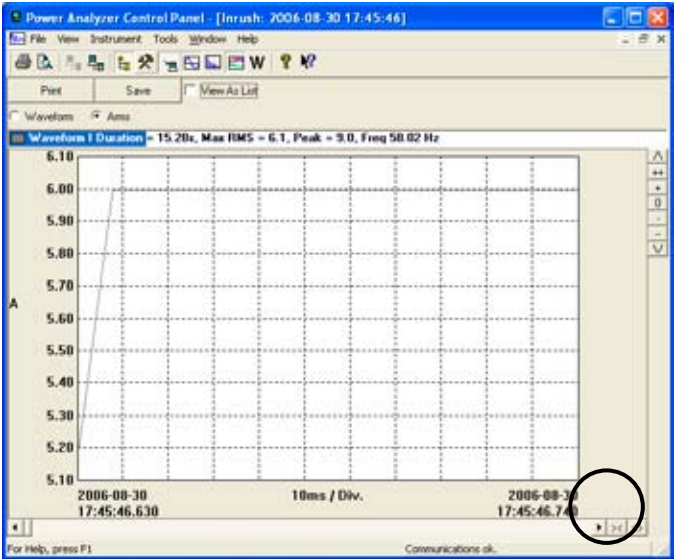 Power Analyzer Control Panel - [Inrush: 2006-08-30 17:45:46]
File View Instrument Tools Window Help
W
Print Save View As List
Waveform Arms
Waveform I Duration = 15.20s, Max RMS = 6.1, Peak = 9.0, Freq 58.02 Hz
6.10
6.00
5.90
5.80
5.70
A
5.60
5.50
5.40
5.30
5.20
5.10
2006-08-30 10ms / Div. 2006-08-30
17:45:46.630 17:45:46.740
For Help, press F1 Communications ok.